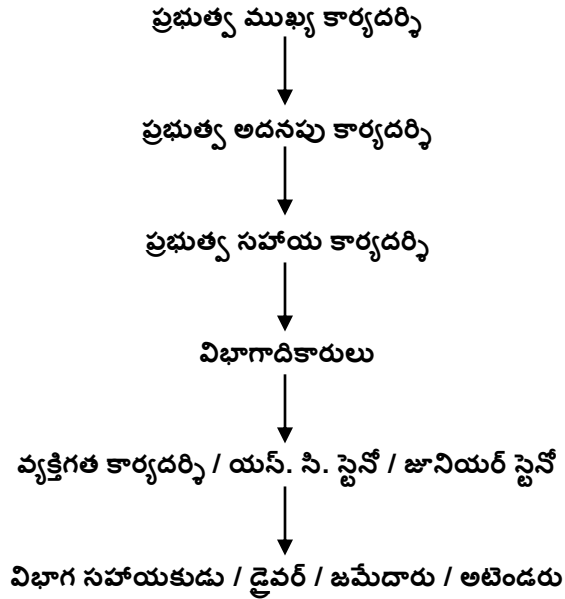 ప్రభుత్వ ముఖ్య కార్యదర్శి
ప్రభుత్వ అదనపు కార్యదర్శి
ప్రభుత్వ సహాయ కార్యదర్శి
విభాగాదికారులు
వ్యక్తిగత కార్యదర్శి / యస్. సి. స్టెనో / జూనియర్ స్టెనో
విభాగ సహాయకుడు / డ్రైవర్ / జమేదారు / అటెండరు